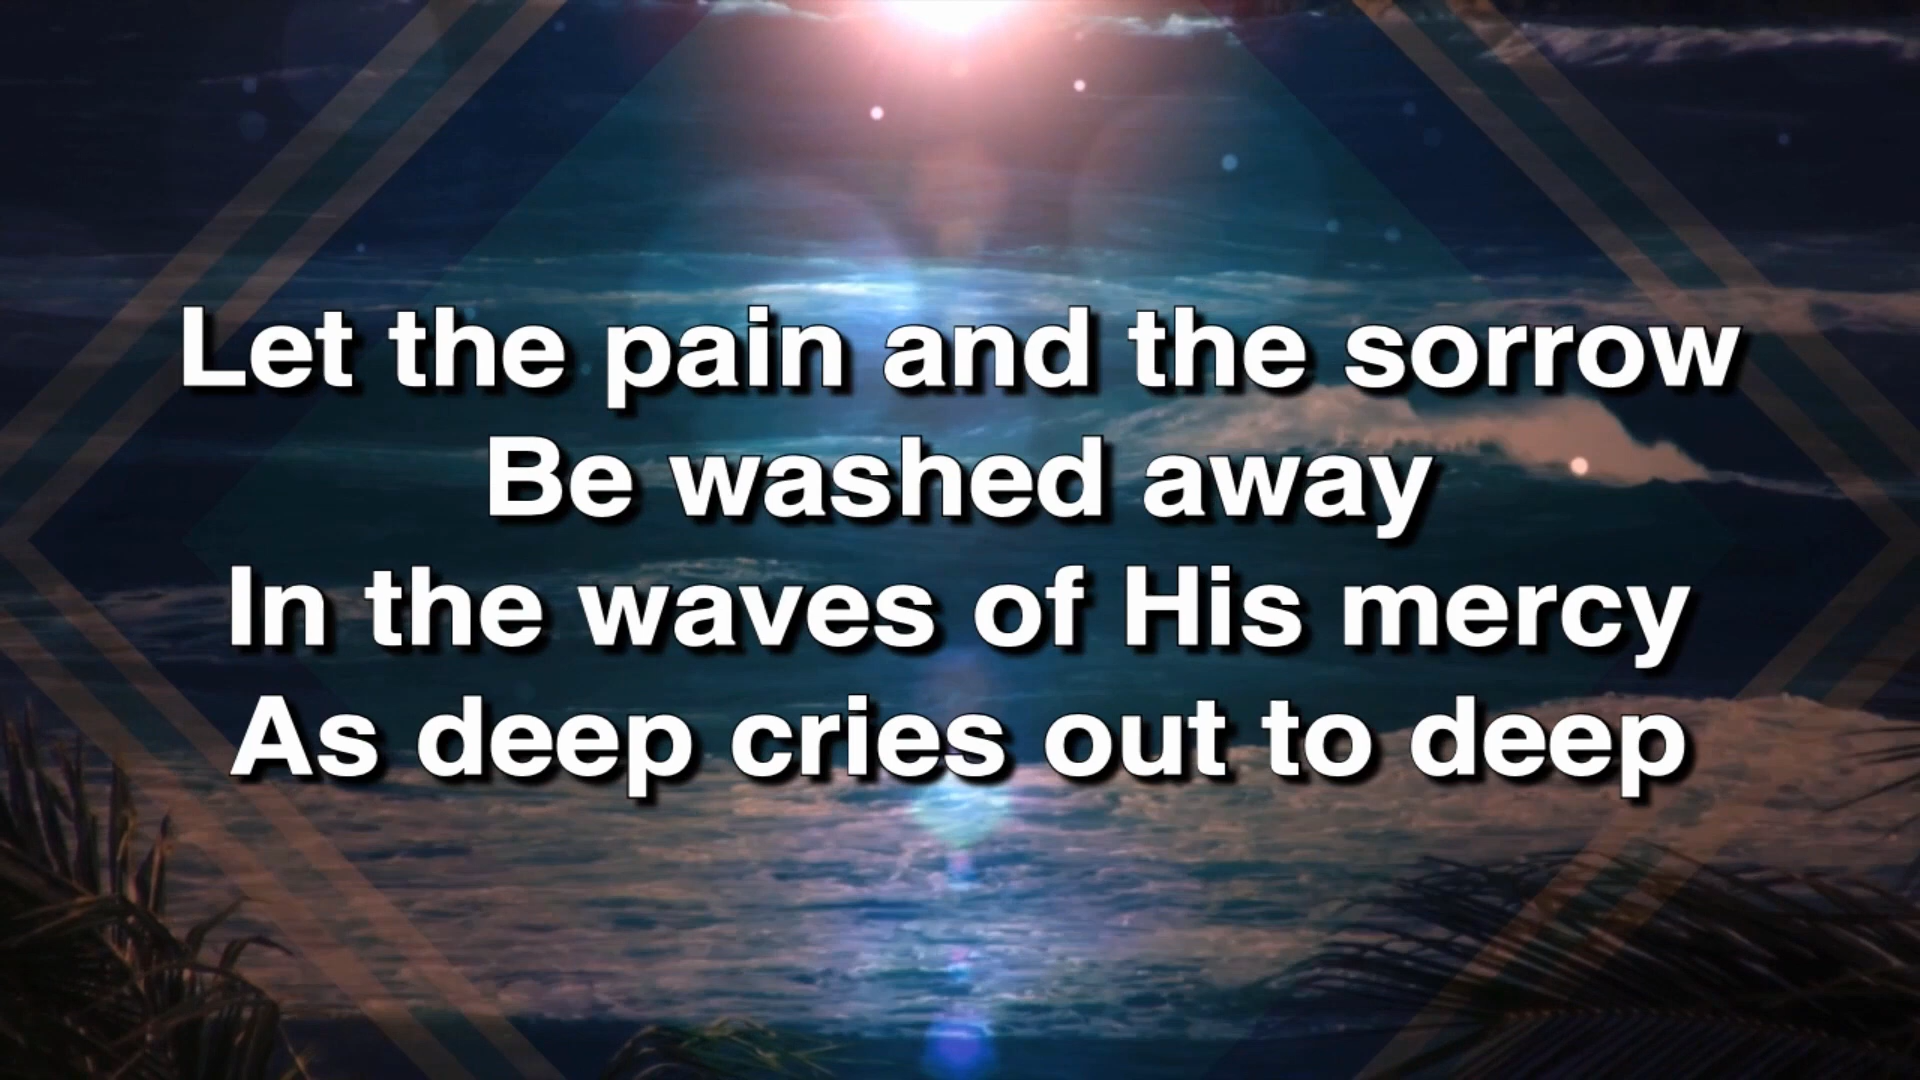 Let the pain and the sorrow
Be washed away
In the waves of His mercy
As deep cries out to deep